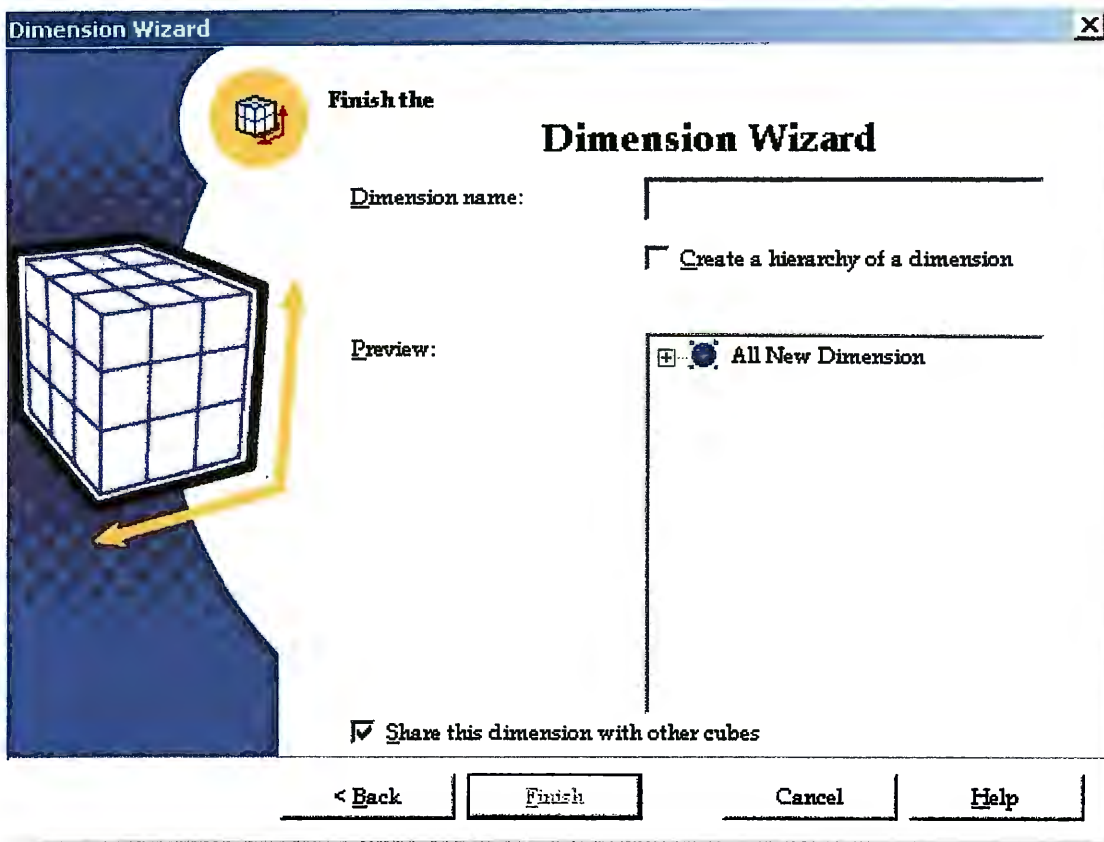 Dimension Wizard
Finish the
Dimension Wizard
Dimension name:
Create a hierarchy of a dimension
Preview:
All New Dimension
Share this dimension with other cubes
< Back
Finish
Cancel
Help